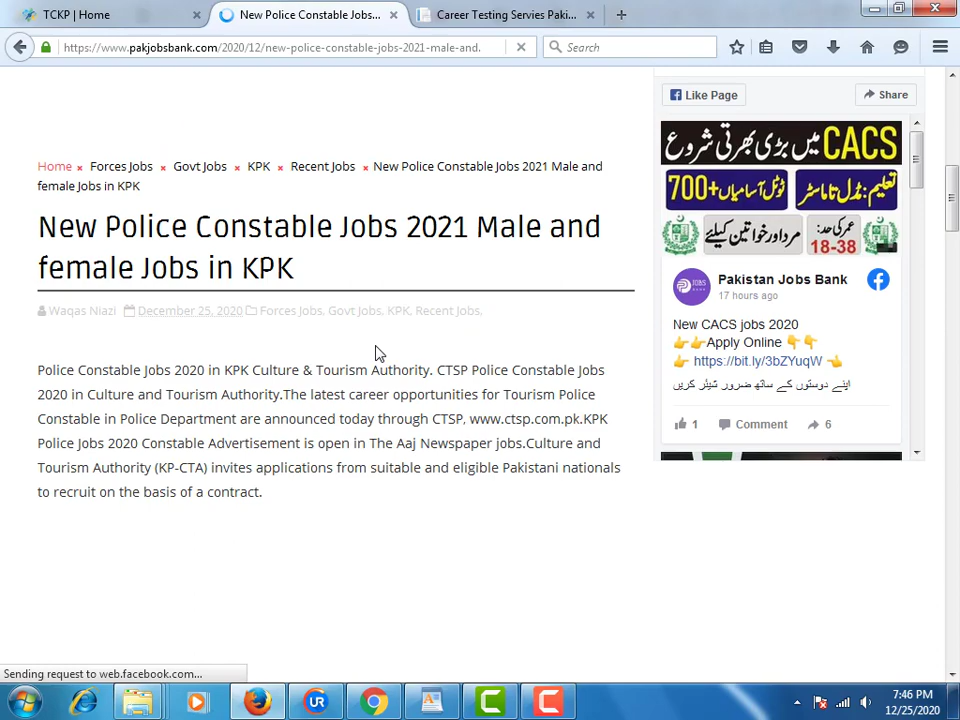 TCKP | Home
New Police Constable Jobs...
Career Testing Servies Paki...
https://www.pakjobsbank.com/2020/12/new-police-constable-jobs-2021-male-and.
Search
Like Page
Share
CACS میں بڑی بھرتی شروع
تعلیم: مڈل تا ماسٹر
ٹوٹل آسامیاں +700
مرد اور خواتین کیلئے
عمر کی حد:
18-38
Home × Forces Jobs × Govt Jobs × KPK × Recent Jobs × New Police Constable Jobs 2021 Male and
female Jobs in KPK
New Police Constable Jobs 2021 Male and
female Jobs in KPK
Waqas Niazi December 25, 2020 Forces Jobs, Govt Jobs, KPK, Recent Jobs,
Police Constable Jobs 2020 in KPK Culture & Tourism Authority. CTSP Police Constable Jobs
2020 in Culture and Tourism Authority.The latest career opportunities for Tourism Police
Constable in Police Department are announced today through CTSP, www.ctsp.com.pk.KPK
Police Jobs 2020 Constable Advertisement is open in The Aaj Newspaper jobs.Culture and
Tourism Authority (KP-CTA) invites applications from suitable and eligible Pakistani nationals
to recruit on the basis of a contract.
JOBS
Pakistan Jobs Bank
17 hours ago
New CACS jobs 2020
👉👉Apply Online 👇👇
👉 https://bit.ly/3bZYuqW 👈
اپنے دوستوں کے ساتھ ضرور شیئر کریں
1
Comment
6
Sending request to web.facebook.com...
UR
7:46 PM
12/25/2020